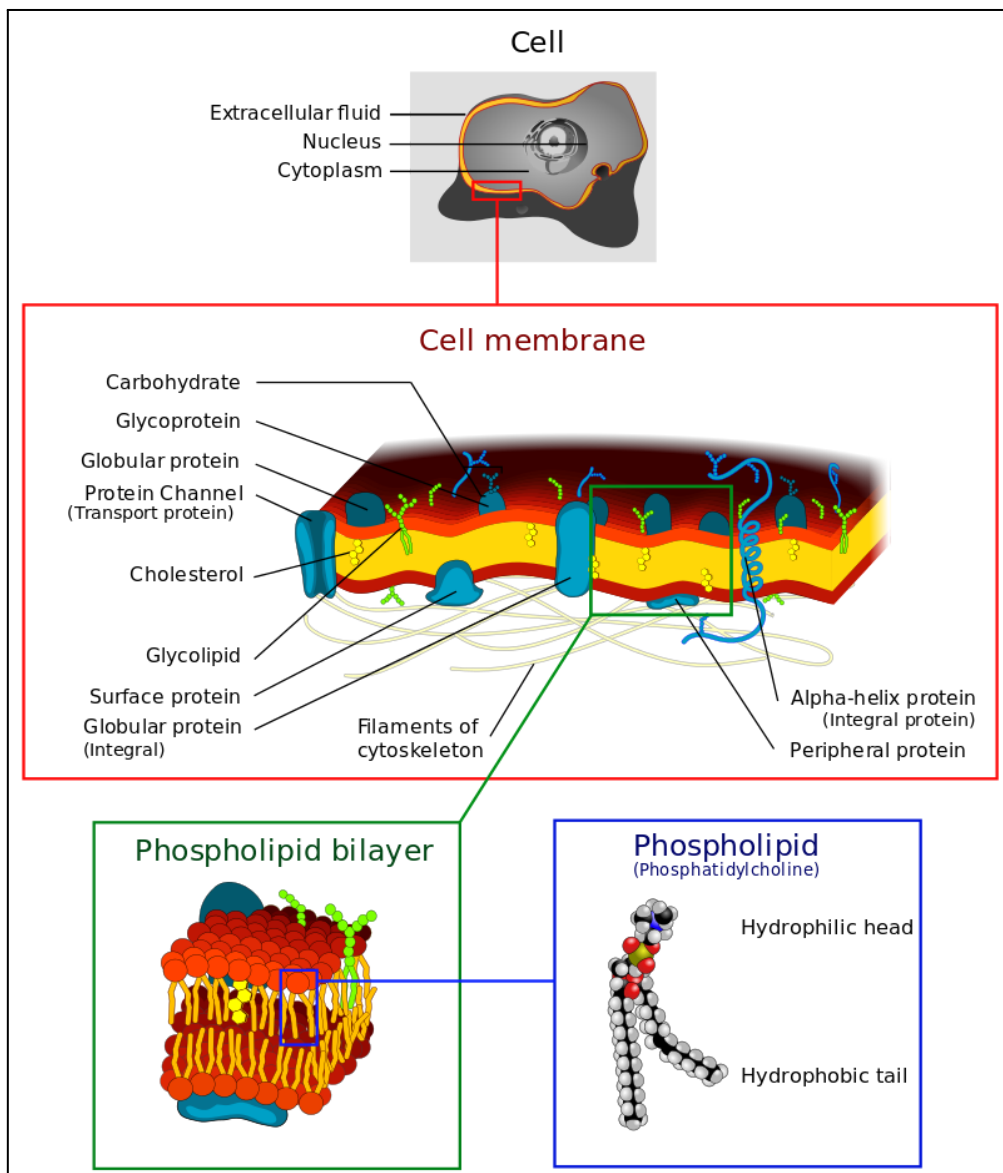 Cell
Extracellular fluid
Nucleus
Cytoplasm
Cell membrane
Carbohydrate
Glycoprotein
Globular protein
Protein Channel
(Transport protein)
Cholesterol
Glycolipid
Surface protein
Globular protein
(Integral)
Filaments of
cytoskeleton
Alpha-helix protein
(Integral protein)
Peripheral protein
Phospholipid bilayer
Phospholipid
(Phosphatidylcholine)
Hydrophilic head
Hydrophobic tail